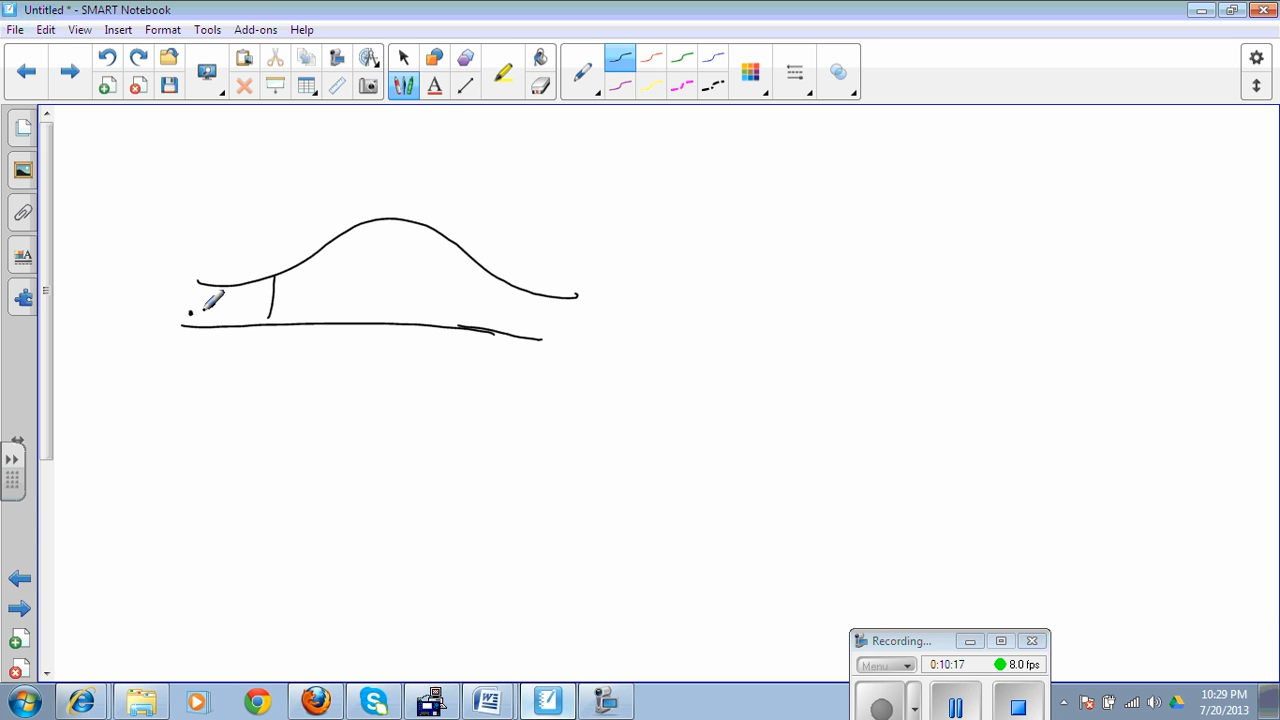 Untitled * - SMART Notebook
File Edit View Insert Format Tools Add-ons Help
Recording...
Menu 0:10:17 8.0 fps
10:29 PM
7/20/2013